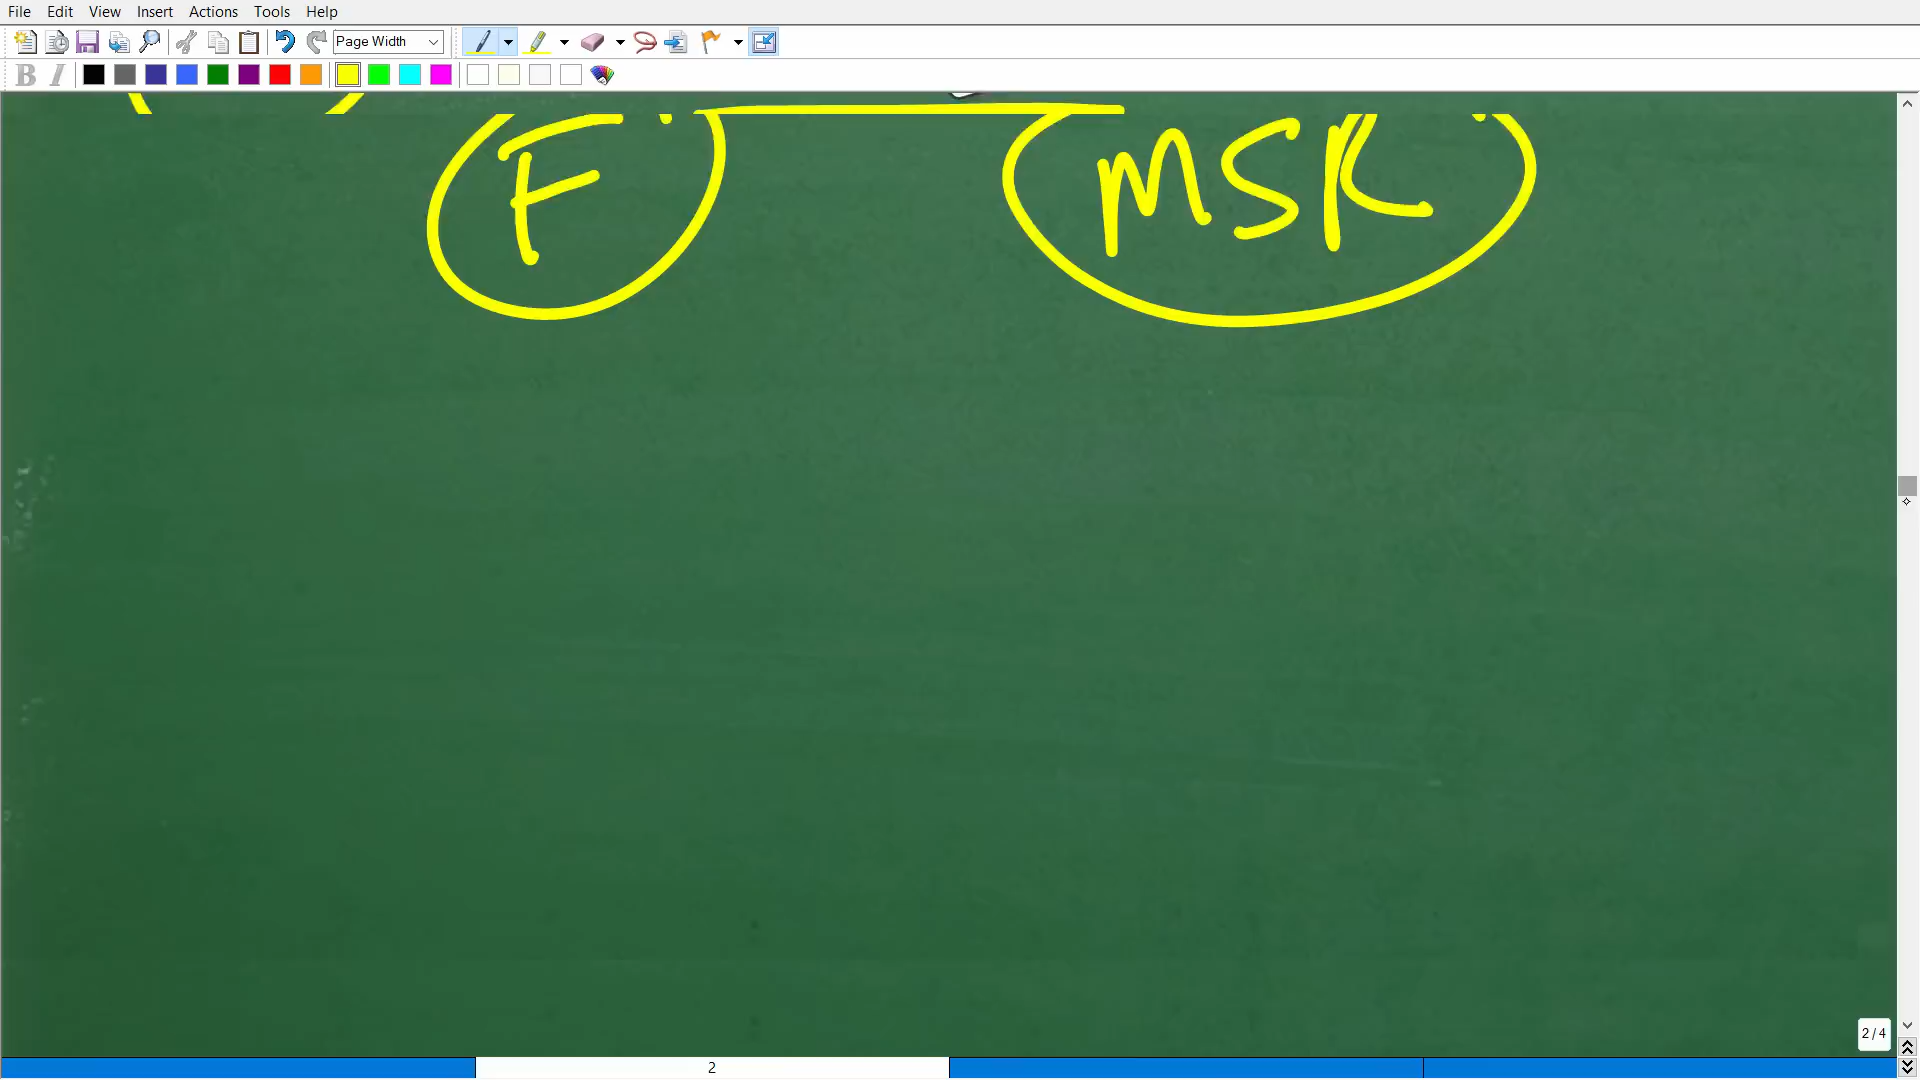 File Edit View Insert Actions Tools Help
Page Width
B I
F MSK
2 / 4
2